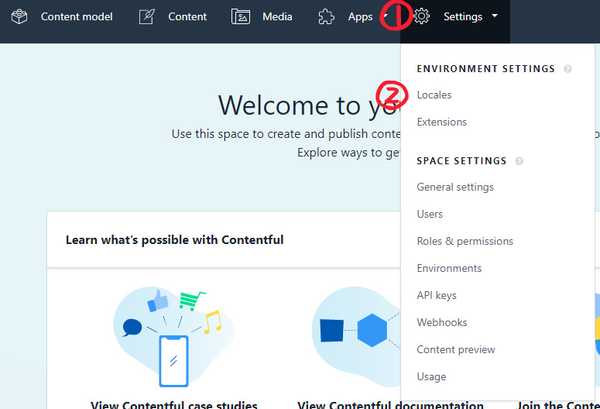 Content model
Content
Media
Apps
1
Settings
Welcome to yo
Use this space to create and publish conte
Explore ways to ge
ENVIRONMENT SETTINGS ?
2
Locales
Extensions
SPACE SETTINGS ?
General settings
Users
Roles & permissions
Environments
API keys
Webhooks
Content preview
Usage
Learn what's possible with Contentful
View Contentful case studies
View Contentful documentation
Join the Conte